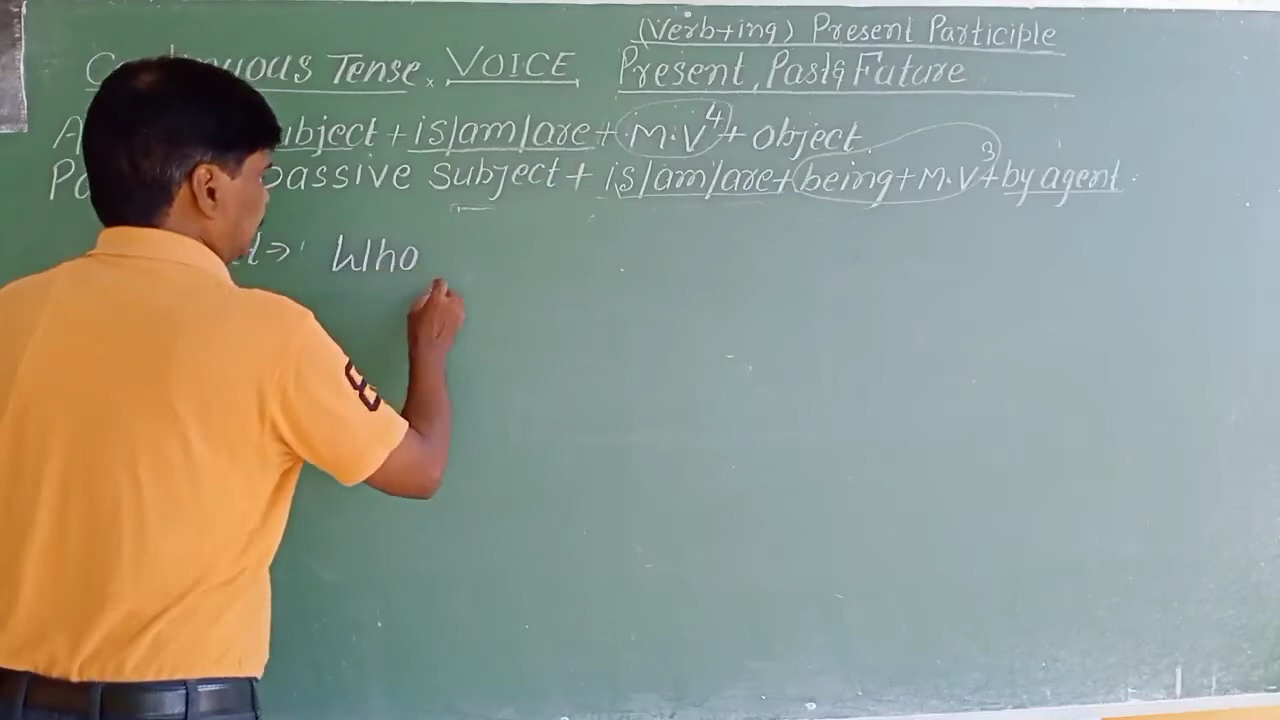 (Verb+ing) Present Participle
Tense, VOICE Present, Past & Future
+ is/am/are + M.V4 + object.
passive subject + is/am/are + being + M.V3 + by agent.
=> Who